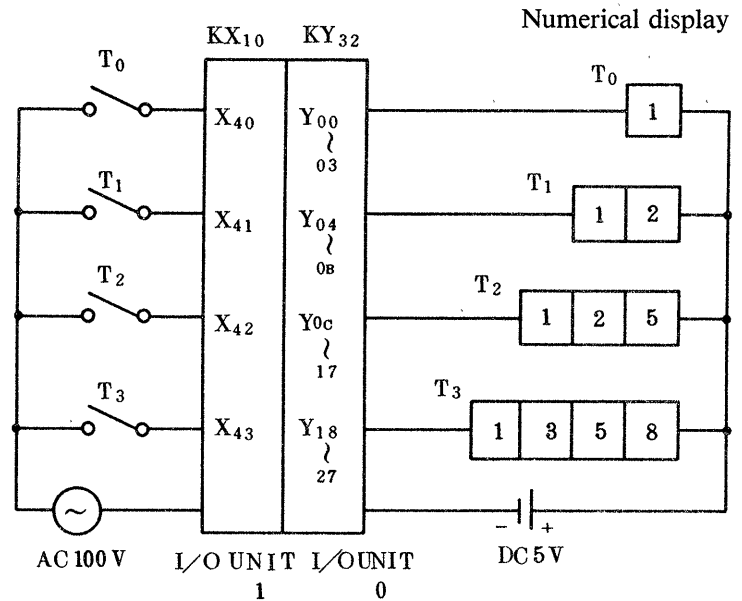 Numerical display
KX10 KY32
T0 X40 Y00 ~ 03 T0 1
T1 X41 Y04 ~ 0B T1 1 2
T2 X42 Y0C ~ 17 T2 1 2 5
T3 X43 Y18 ~ 27 T3 1 3 5 8
~ − +
AC 100 V I/O UNIT 1 I/O UNIT 0 DC 5 V